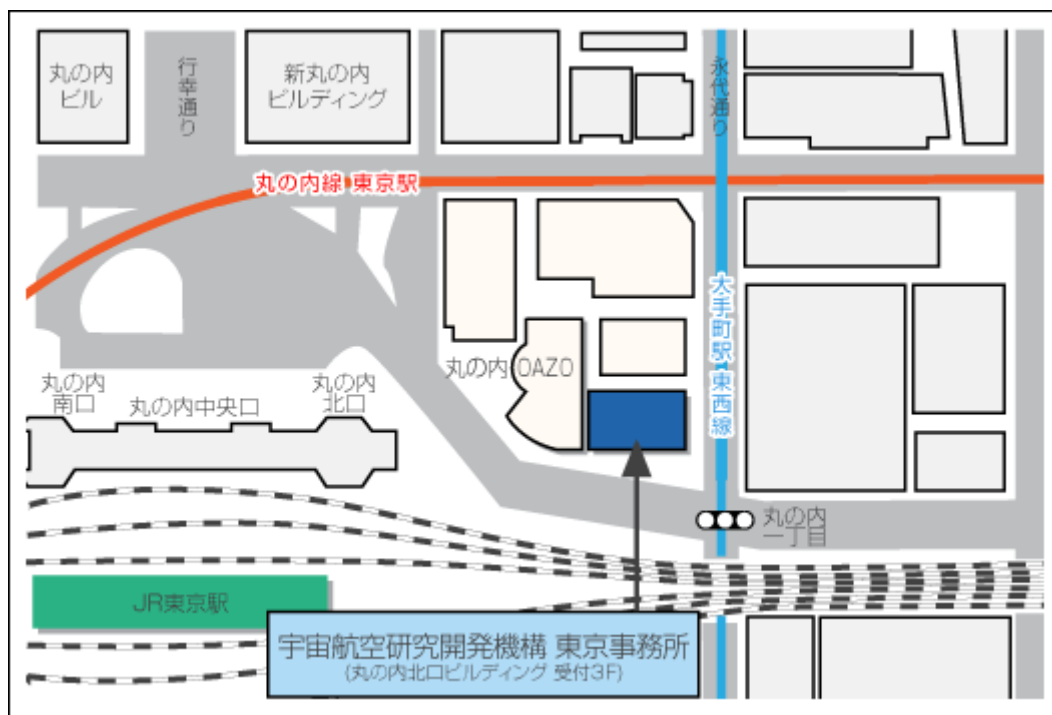 丸の内
ビル
行幸通り
新丸の内
ビルディング
永代通り
丸の内線 東京駅
大手町駅 東西線
丸の内 OAZO
丸の内
南口
丸の内中央口
丸の内
北口
丸の内
一丁目
JR東京駅
宇宙航空研究開発機構 東京事務所
(丸の内北口ビルディング 受付3F)